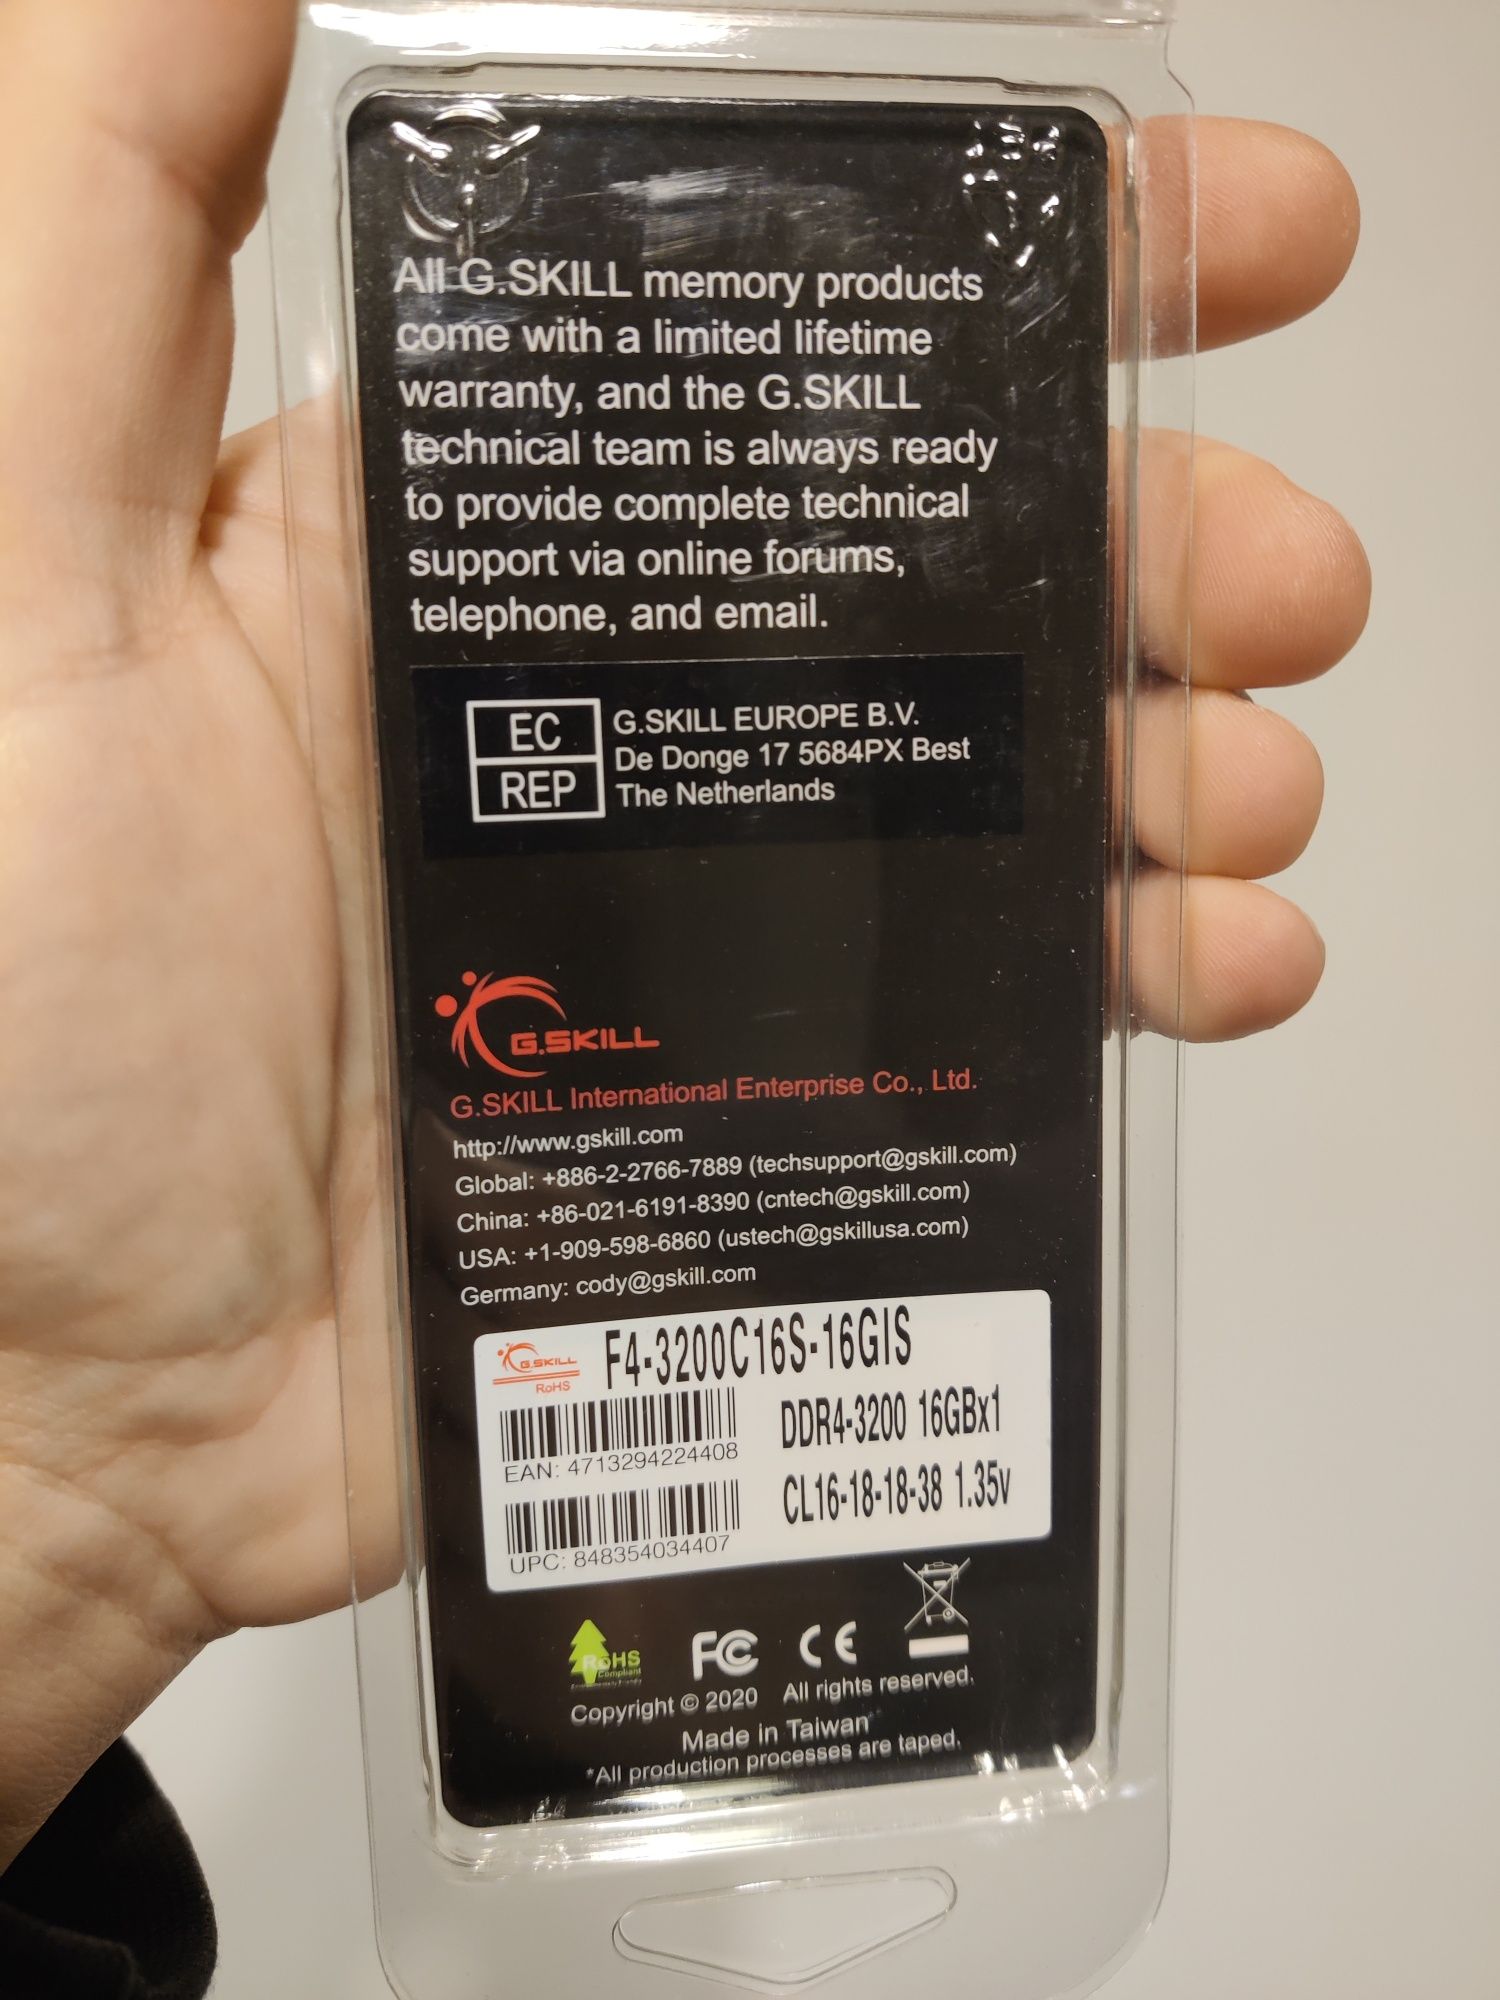 All G.SKILL memory products
come with a limited lifetime
warranty, and the G.SKILL
technical team is always ready
to provide complete technical
support via online forums,
telephone, and email.
EC
REP
G.SKILL EUROPE B.V.
De Donge 17 5684PX Best
The Netherlands
G.SKILL
G.SKILL International Enterprise Co., Ltd.
http://www.gskill.com
Global: +886-2-2766-7889 (techsupport@gskill.com)
China: +86-021-6191-8390 (cntech@gskill.com)
USA: +1-909-598-6860 (ustech@gskillusa.com)
Germany: cody@gskill.com
G.SKILL
RoHS
F4-3200C16S-16GIS
EAN: 4713294224408
DDR4-3200 16GBx1
UPC: 848354034407
CL16-18-18-38 1.35v
RoHS
Compliant
Environmentally Friendly
FC CE
Copyright © 2020 All rights reserved.
Made in Taiwan*
*All production processes are taped.